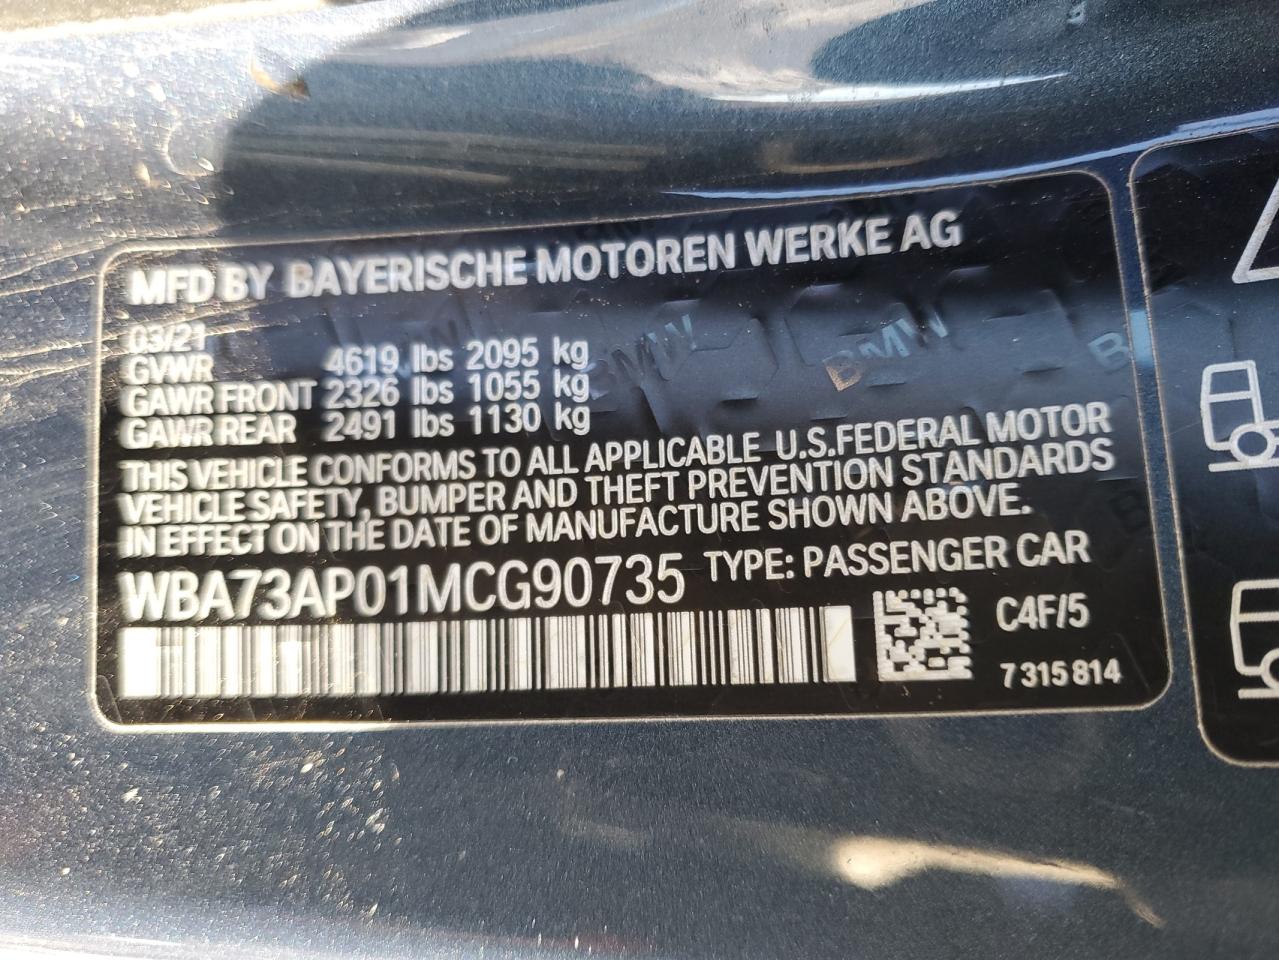 MFD BY BAYERISCHE MOTOREN WERKE AG
03/21
GVWR 4619 lbs 2095 kg
GAWR FRONT 2326 lbs 1055 kg
GAWR REAR 2491 lbs 1130 kg
THIS VEHICLE CONFORMS TO ALL APPLICABLE U.S.FEDERAL MOTOR
VEHICLE SAFETY, BUMPER AND THEFT PREVENTION STANDARDS
IN EFFECT ON THE DATE OF MANUFACTURE SHOWN ABOVE.
WBA73AP01MCG90735 TYPE: PASSENGER CAR
C4F/5
7 315 814
BMW
BMW